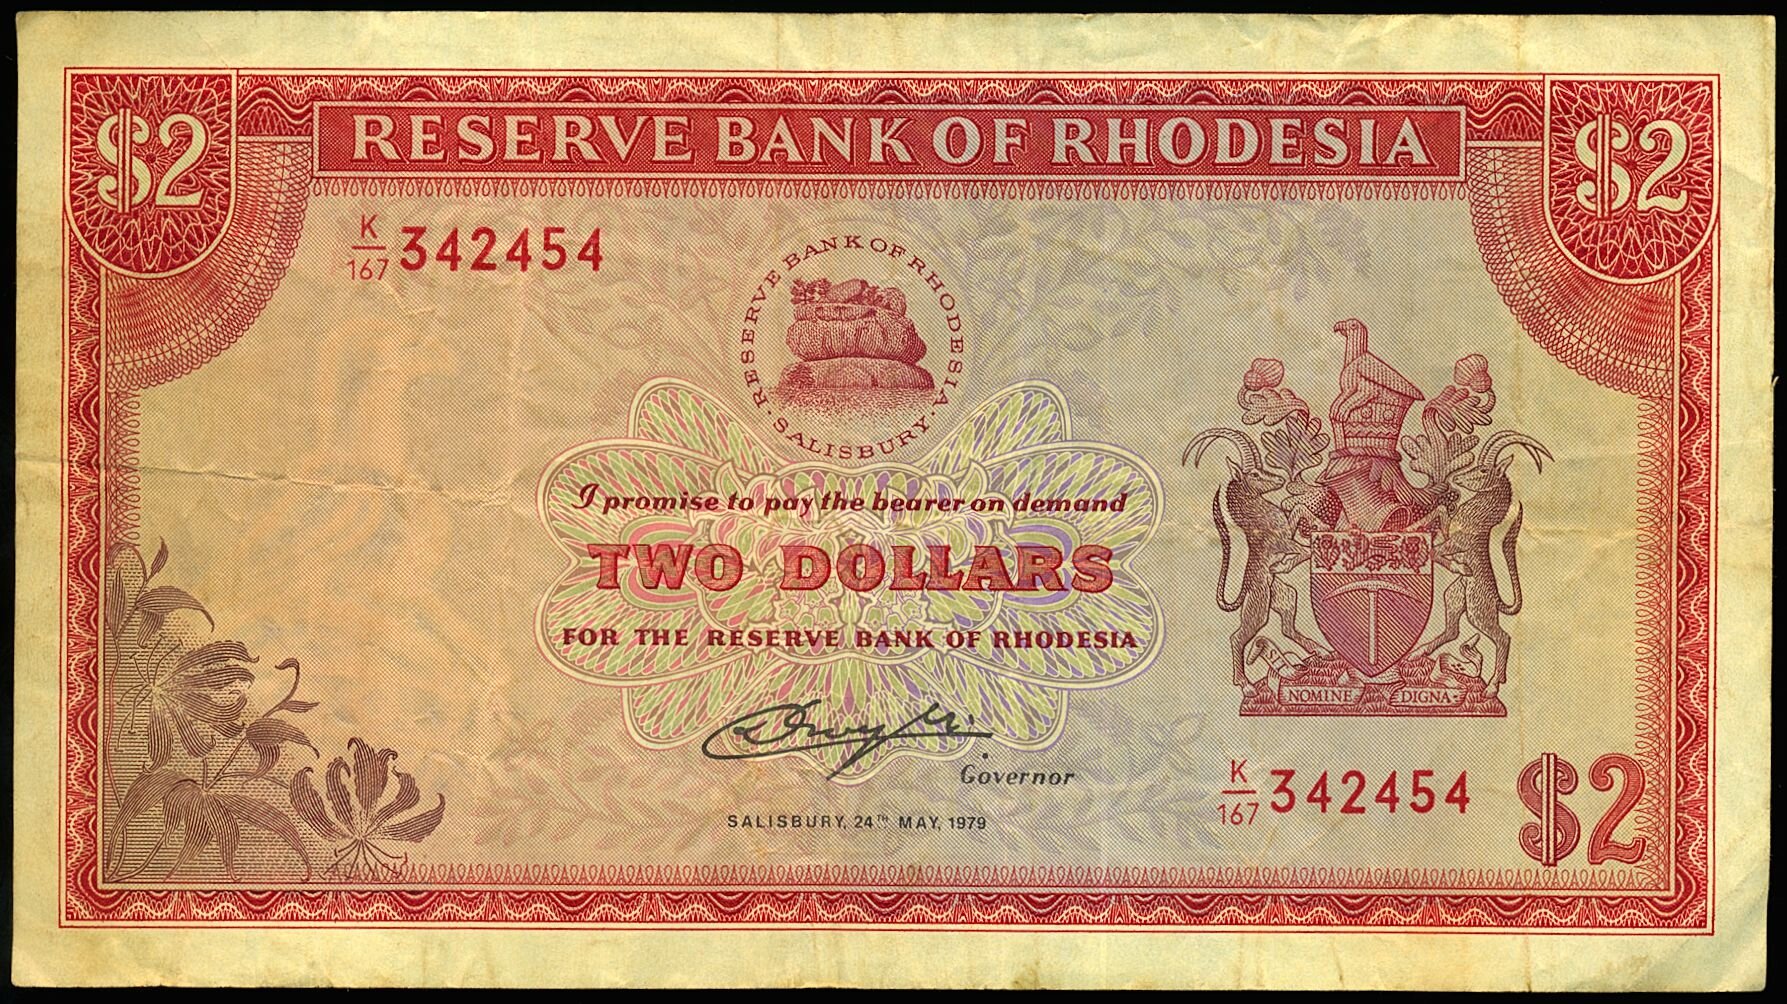 $2
RESERVE BANK OF RHODESIA
$2
K/167 342454
RESERVE BANK OF RHODESIA
· SALISBURY ·
I promise to pay the bearer on demand
TWO DOLLARS
FOR THE RESERVE BANK OF RHODESIA
SIT NOMINE DIGNA
Governor
K/167 342454
$2
SALISBURY, 24TH MAY, 1979